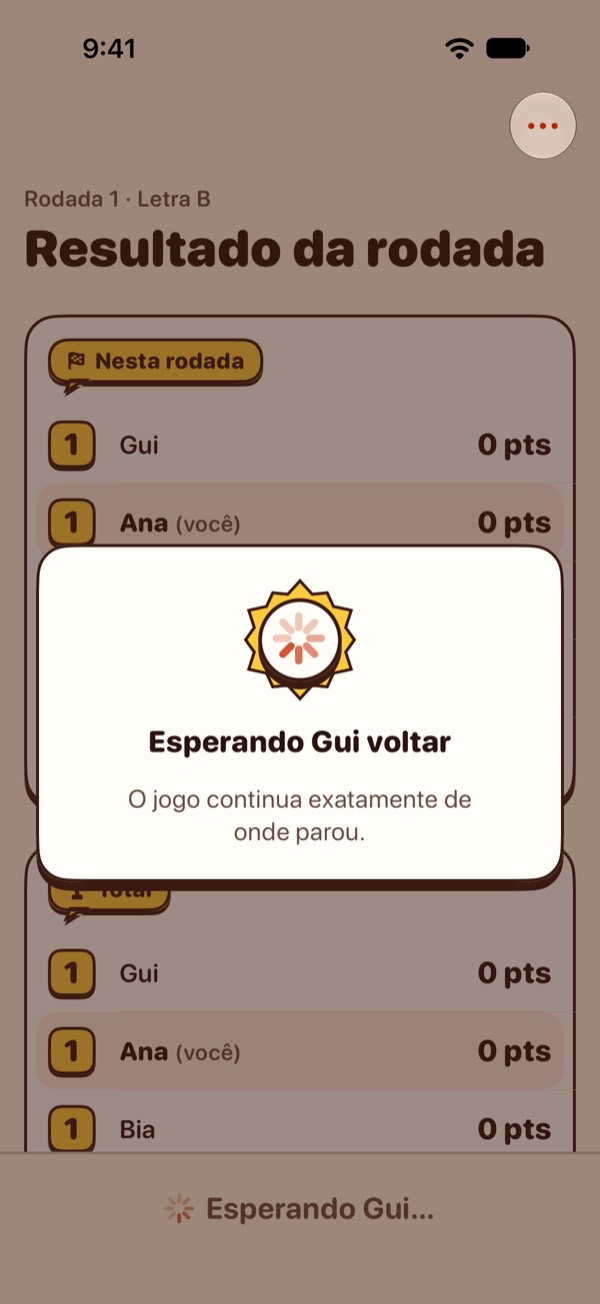 9:41
Rodada 1 · Letra B
Resultado da rodada
Nesta rodada
1 Gui 0 pts
1 Ana (você) 0 pts
Esperando Gui voltar
O jogo continua exatamente de
onde parou.
Total
1 Gui 0 pts
1 Ana (você) 0 pts
1 Bia 0 pts
Esperando Gui...